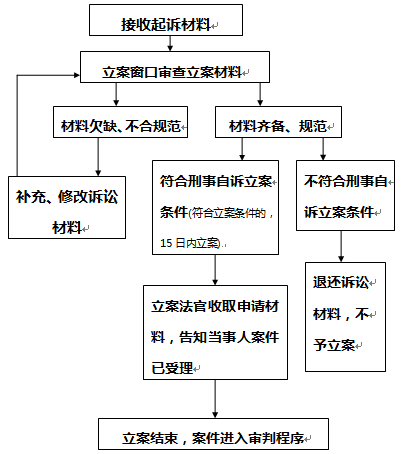 接收起诉材料
立案窗口审查立案材料
材料欠缺、不合规范
材料齐备、规范
补充、修改诉讼
材料
符合刑事自诉立案
条件(符合立案条件的，
15日内立案)
不符合刑事自
诉立案条件
立案法官收取申请材
料，告知当事人案件
已受理
退还诉讼
材料，不
予立案
立案结束，案件进入审判程序